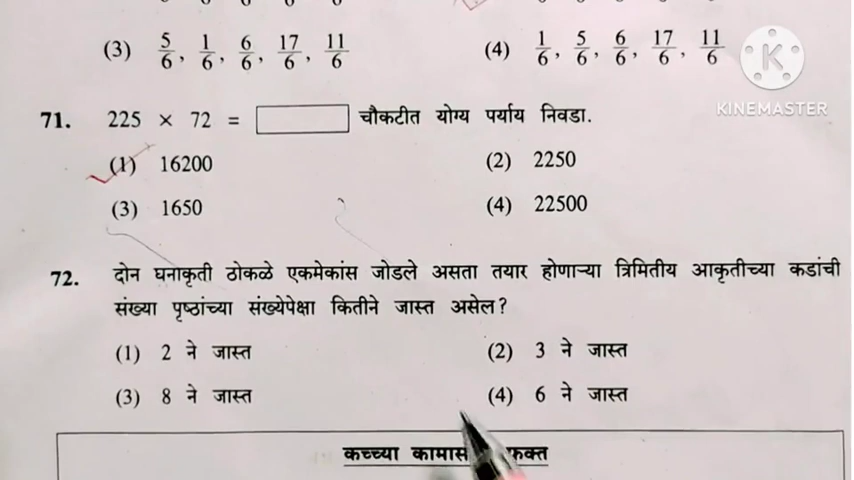 (3) 5/6, 1/6, 6/6, 17/6, 11/6 (4) 1/6, 5/6, 6/6, 17/6, 11/6
KINEMASTER
71. 225 × 72 = चौकटीत योग्य पर्याय निवडा.
(1) 16200 (2) 2250
(3) 1650 (4) 22500
72. दोन घनाकृती ठोकळे एकमेकांस जोडले असता तयार होणाऱ्या त्रिमितीय आकृतीच्या कडांची
संख्या पृष्ठांच्या संख्येपेक्षा कितीने जास्त असेल?
(1) 2 ने जास्त (2) 3 ने जास्त
(3) 8 ने जास्त (4) 6 ने जास्त
कच्च्या कामास फक्त